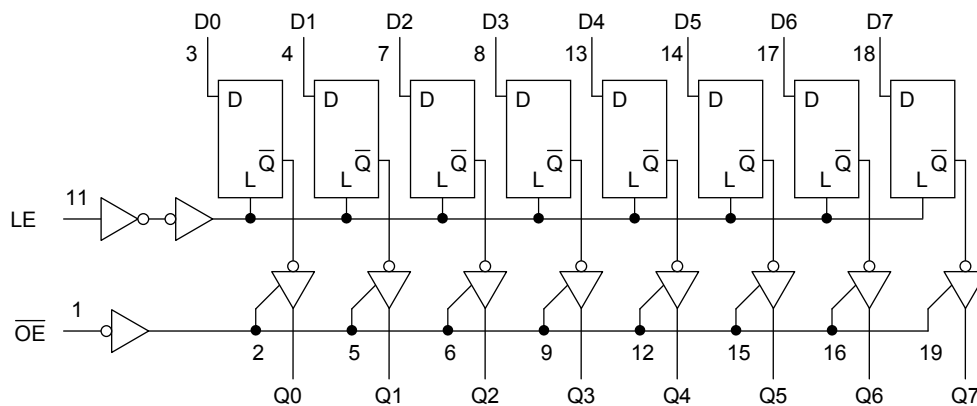 D0 D1 D2 D3 D4 D5 D6 D7
3 4 7 8 13 14 17 18
D D D D D D D D
Q̅ Q̅ Q̅ Q̅ Q̅ Q̅ Q̅ Q̅
L L L L L L L L
11
LE
1
O̅E̅
2 5 6 9 12 15 16 19
Q0 Q1 Q2 Q3 Q4 Q5 Q6 Q7